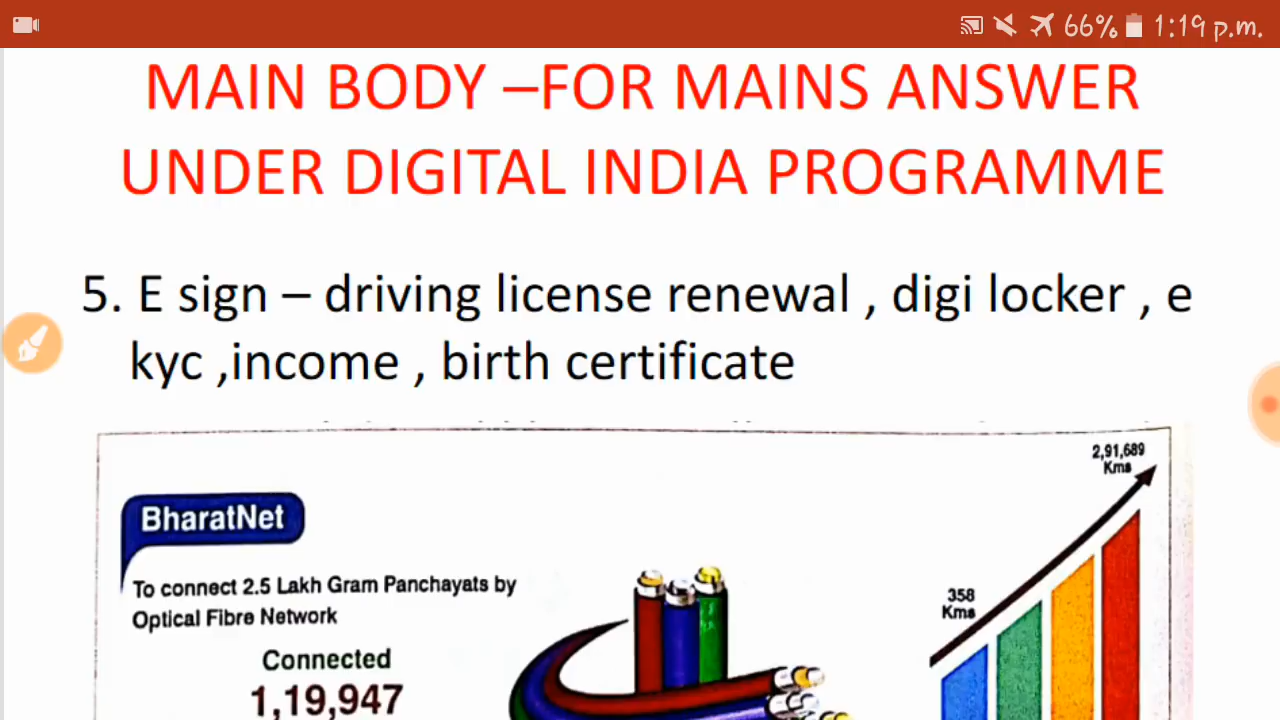 66% 1:19 p.m.
MAIN BODY –FOR MAINS ANSWER
UNDER DIGITAL INDIA PROGRAMME
5. E sign – driving license renewal , digi locker , e
kyc ,income , birth certificate
BharatNet
To connect 2.5 Lakh Gram Panchayats by
Optical Fibre Network
Connected
1,19,947
358
Kms
2,91,689
Kms